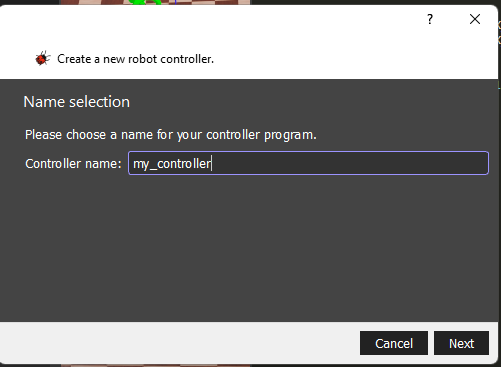 ?
Create a new robot controller.
Name selection
Please choose a name for your controller program.
Controller name: my_controller
Cancel Next